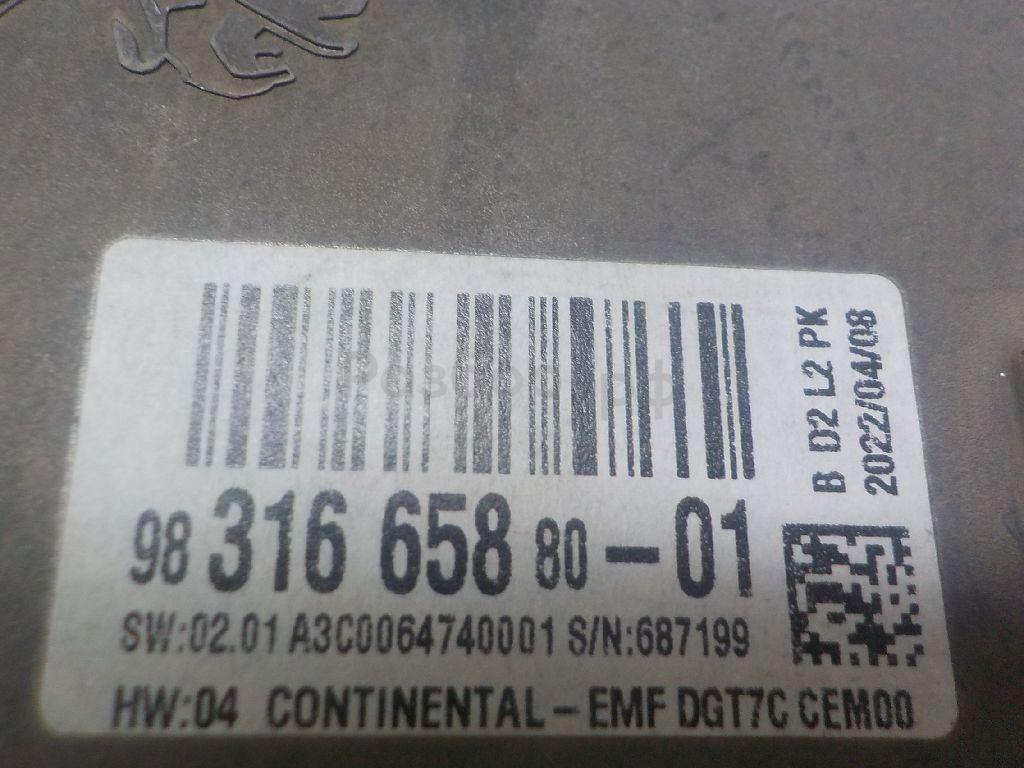 B D2 L2 PK
2022/04/08
98 316 658 80-01
SW:02.01 A3C0064740001 S/N:687199
HW:04 CONTINENTAL-EMF DGT7C CEM00